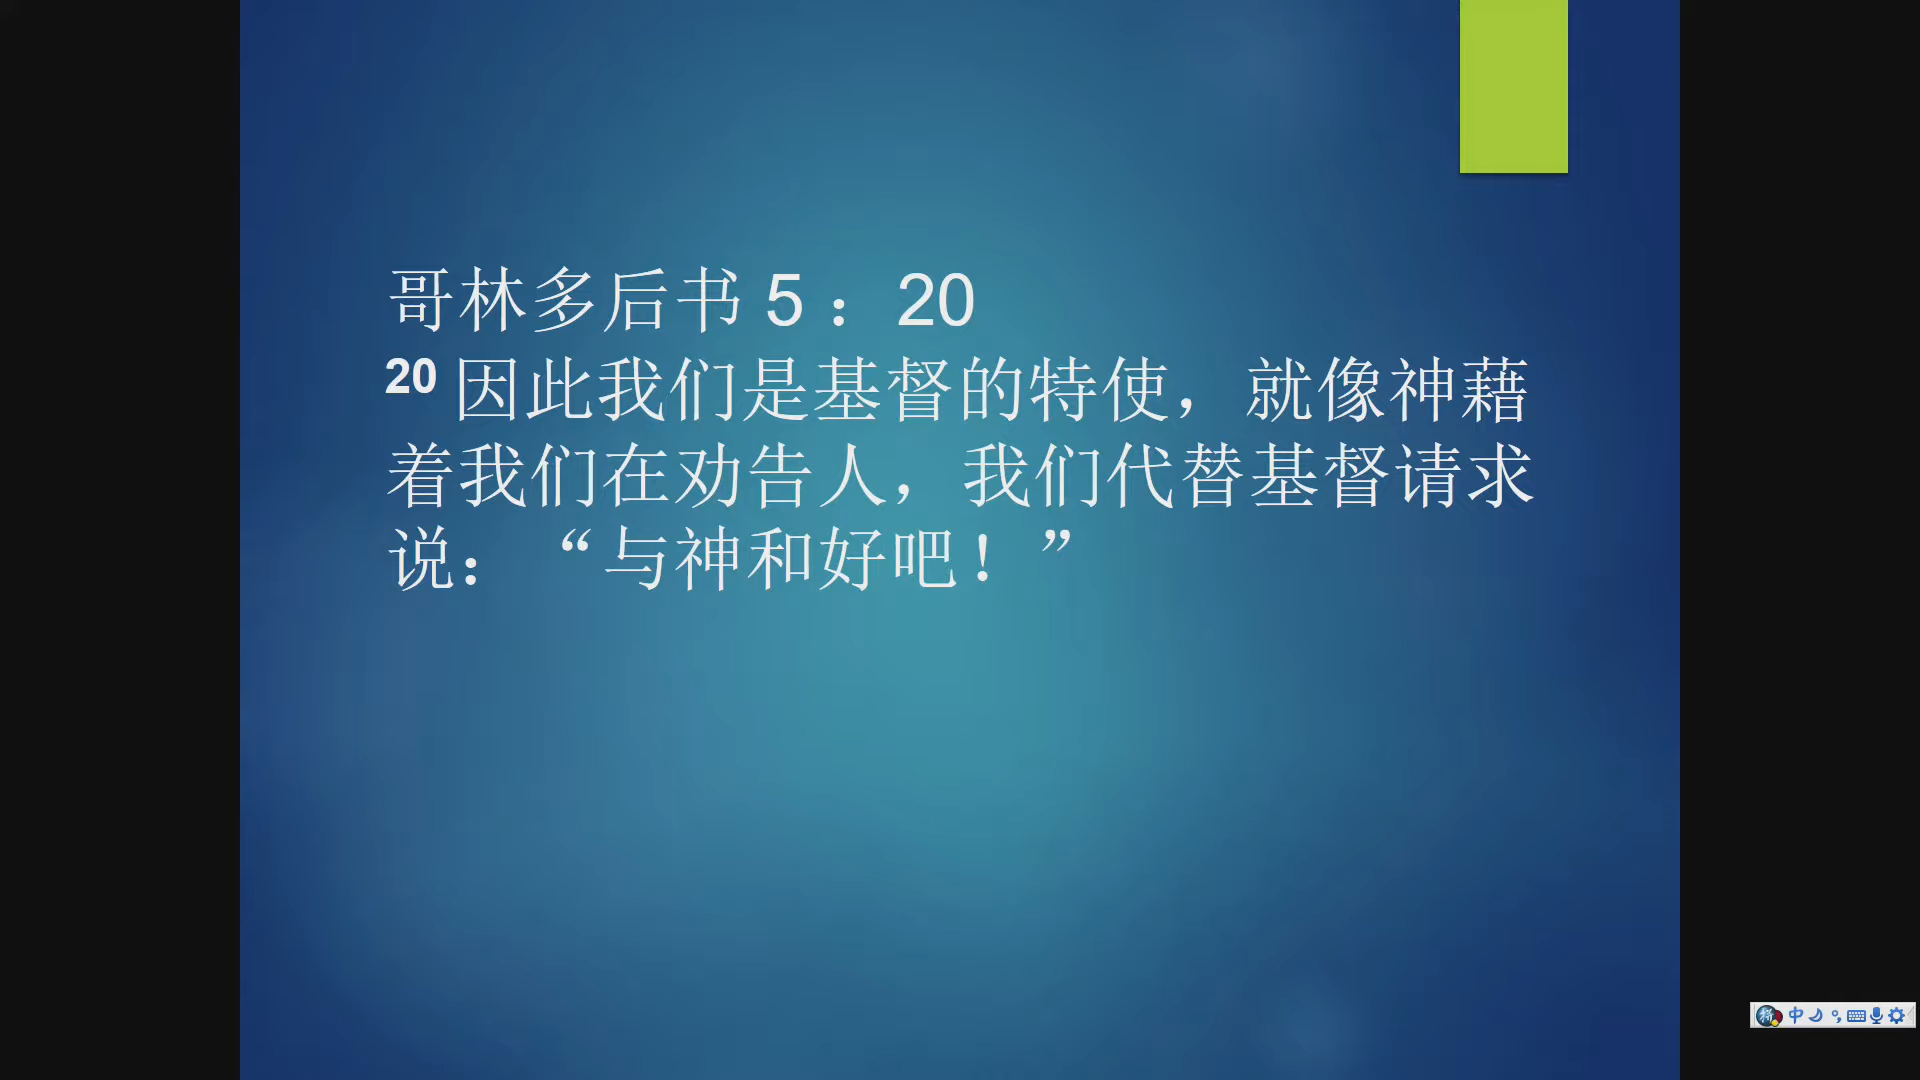 哥林多后书 5 ：20
20 因此我们是基督的特使，就像神藉
着我们在劝告人，我们代替基督请求
说：“与神和好吧！”
中